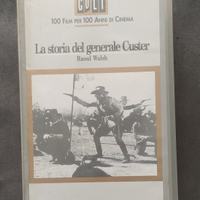 CULT
100 FILM PER 100 ANNI DI CINEMA
La storia del generale Custer
Raoul Walsh